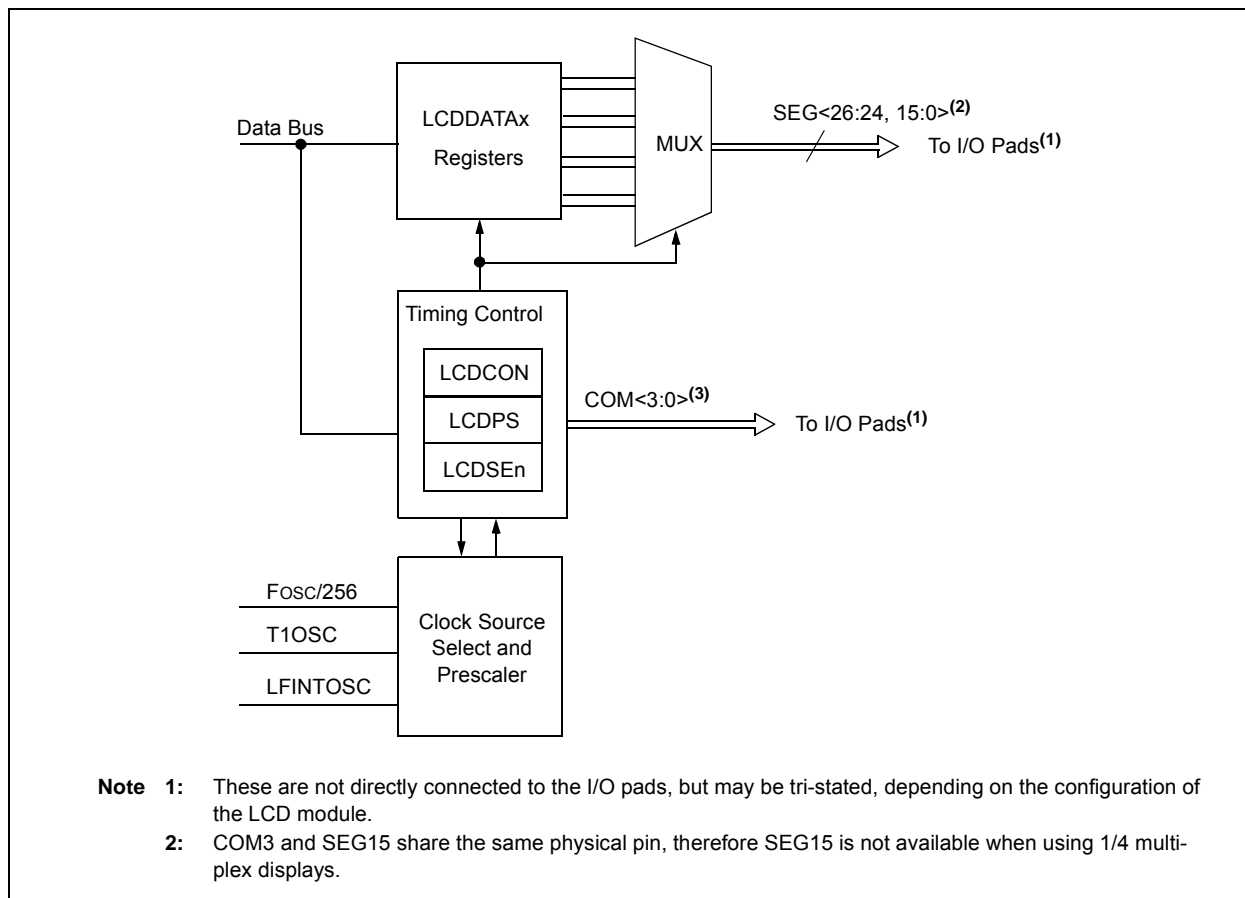 LCDDATAx
Registers
Data Bus
MUX
SEG<26:24, 15:0>(2)
To I/O Pads(1)
Timing Control
LCDCON
LCDPS
LCDSEn
COM<3:0>(3)
To I/O Pads(1)
FOSC/256
T1OSC
LFINTOSC
Clock Source
Select and
Prescaler
Note 1: These are not directly connected to the I/O pads, but may be tri-stated, depending on the configuration of
the LCD module.
2: COM3 and SEG15 share the same physical pin, therefore SEG15 is not available when using 1/4 multi-
plex displays.